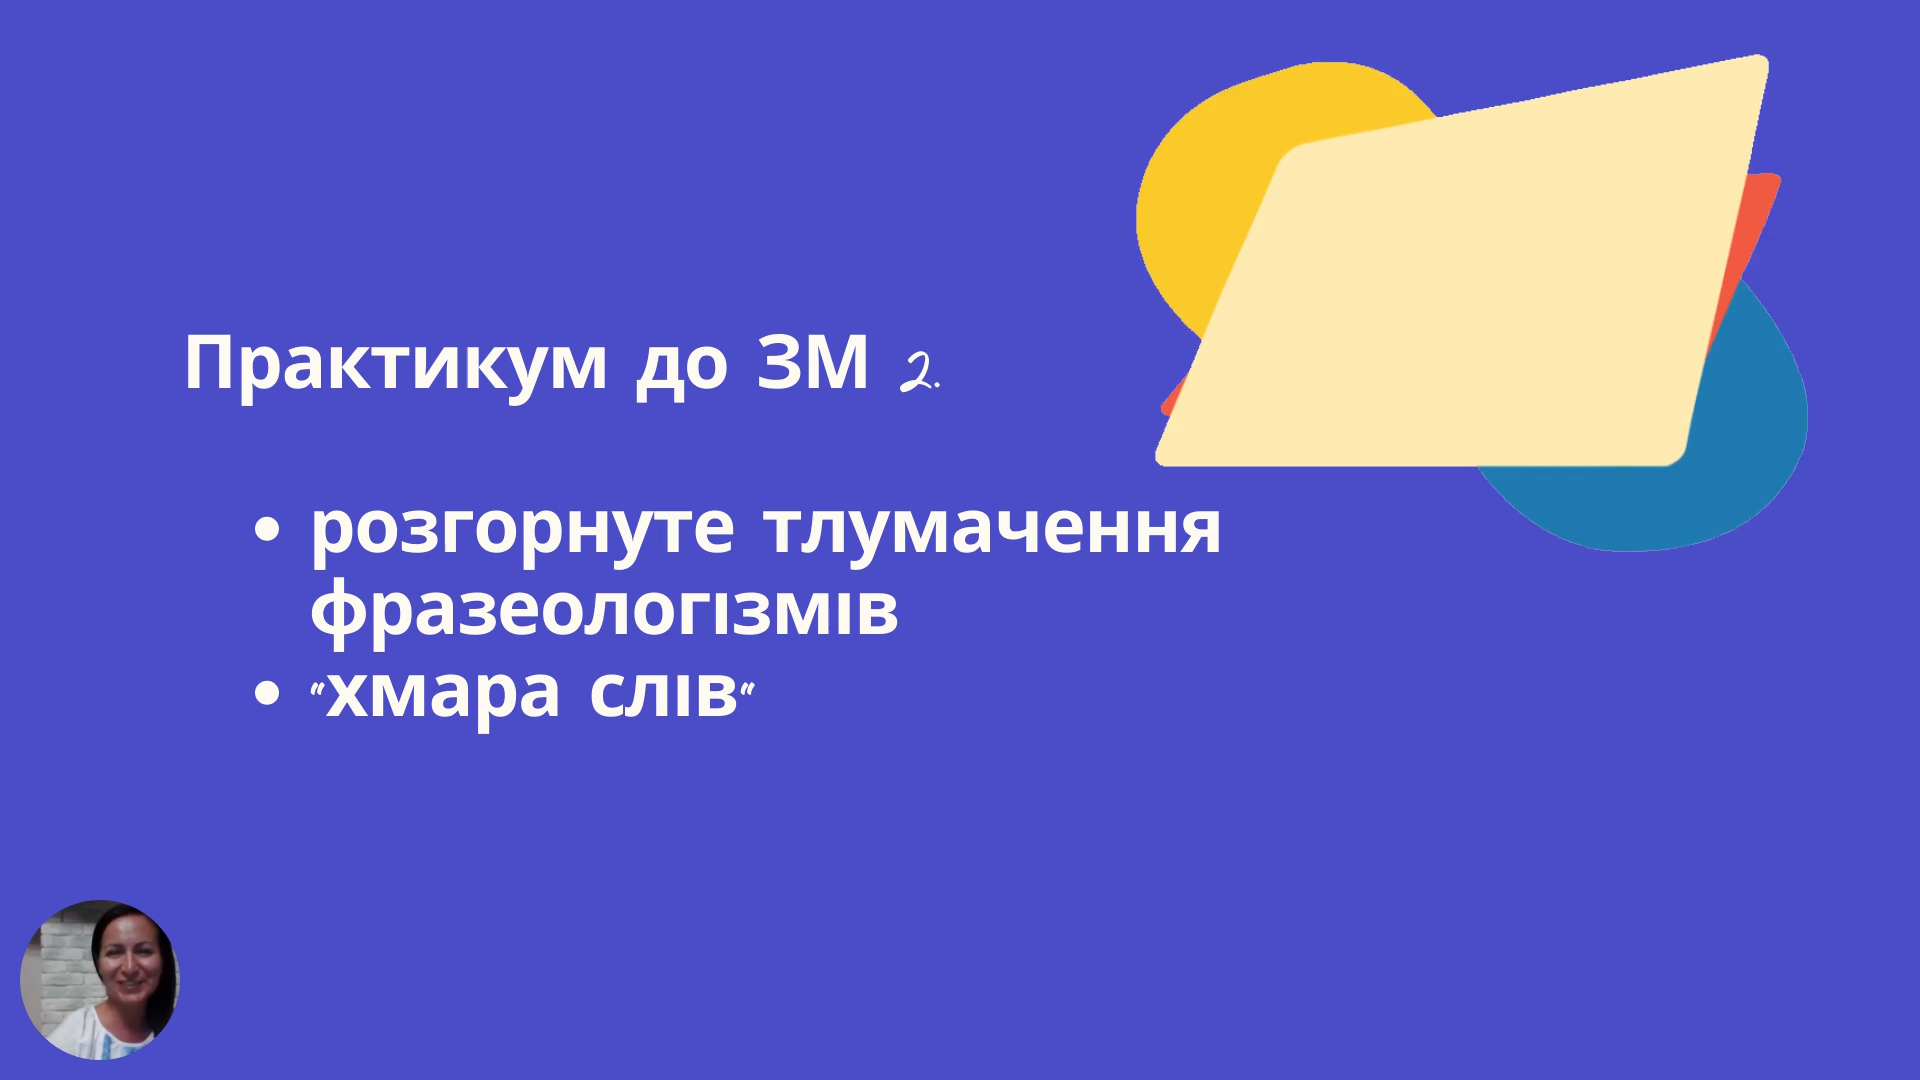 Практикум до ЗМ 2.
• розгорнуте тлумачення
фразеологізмів
• “хмара слів“